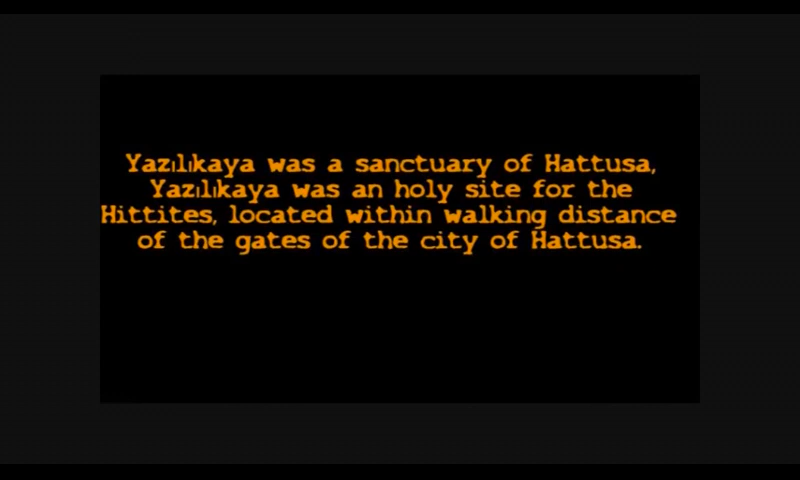 Yazılıkaya was a sanctuary of Hattusa,
Yazılıkaya was an holy site for the
Hittites, located within walking distance
of the gates of the city of Hattusa.